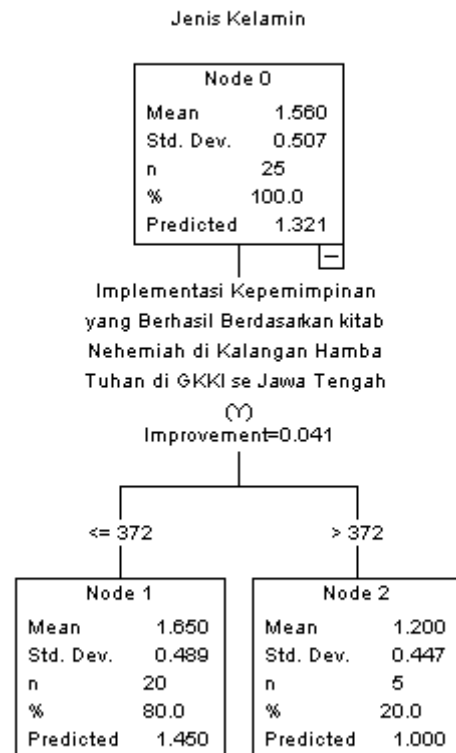 Jenis Kelamin
Node 0
Mean 1.560
Std. Dev. 0.507
n 25
% 100.0
Predicted 1.321
Implementasi Kepemimpinan
yang Berhasil Berdasarkan kitab
Nehemiah di Kalangan Hamba
Tuhan di GKKI se Jawa Tengah
(Y)
Improvement=0.041
<= 372
> 372
Node 1
Mean 1.650
Std. Dev. 0.489
n 20
% 80.0
Predicted 1.450
Node 2
Mean 1.200
Std. Dev. 0.447
n 5
% 20.0
Predicted 1.000